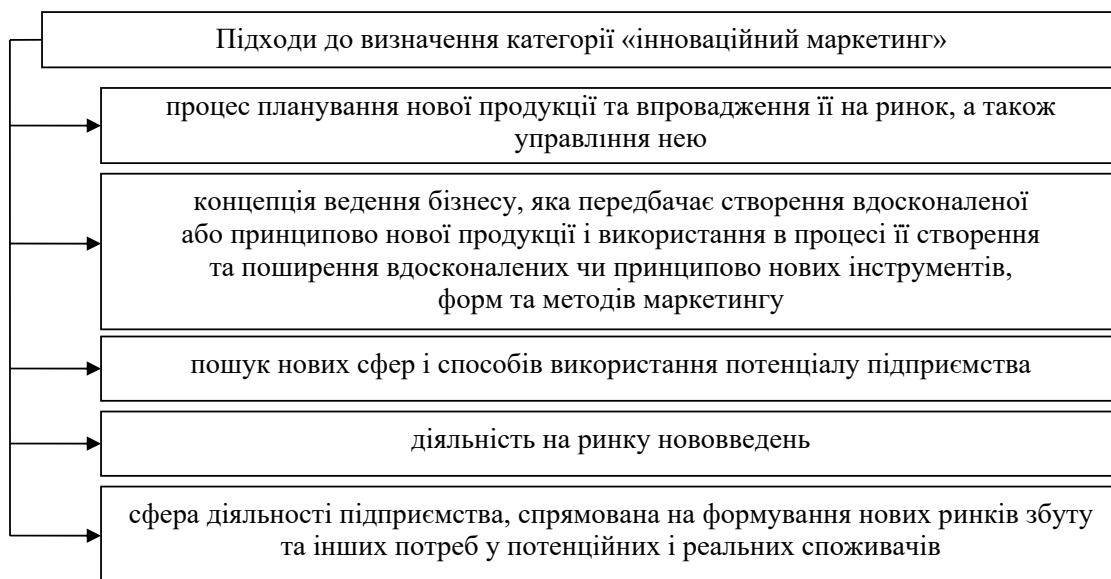 Підходи до визначення категорії «інноваційний маркетинг»
процес планування нової продукції та впровадження її на ринок, а також
управління нею
концепція ведення бізнесу, яка передбачає створення вдосконаленої
або принципово нової продукції і використання в процесі її створення
та поширення вдосконалених чи принципово нових інструментів,
форм та методів маркетингу
пошук нових сфер і способів використання потенціалу підприємства
діяльність на ринку нововведень
сфера діяльності підприємства, спрямована на формування нових ринків збуту
та інших потреб у потенційних і реальних споживачів